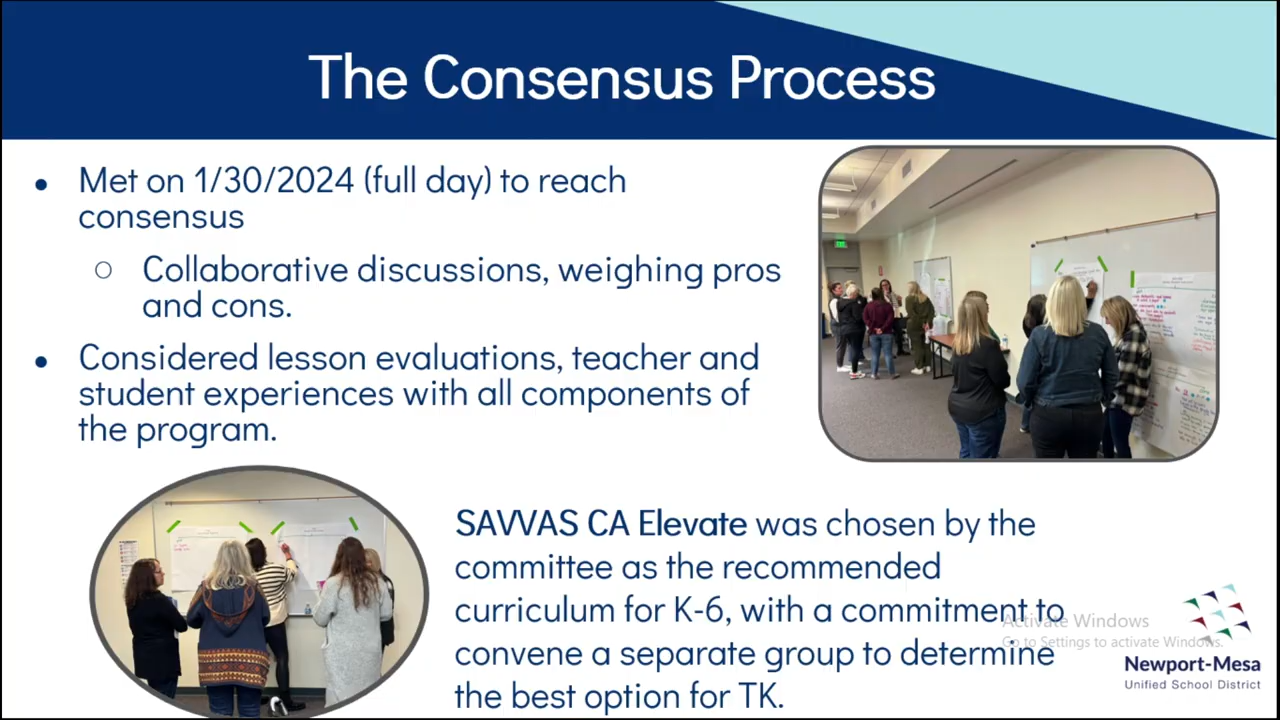 The Consensus Process
● Met on 1/30/2024 (full day) to reach
consensus
○ Collaborative discussions, weighing pros
and cons.
● Considered lesson evaluations, teacher and
student experiences with all components of
the program.
SAVVAS CA Elevate was chosen by the
committee as the recommended
curriculum for K-6, with a commitment to
convene a separate group to determine
the best option for TK.
Activate Windows
Go to Settings to activate Windows.
Newport-Mesa
Unified School District